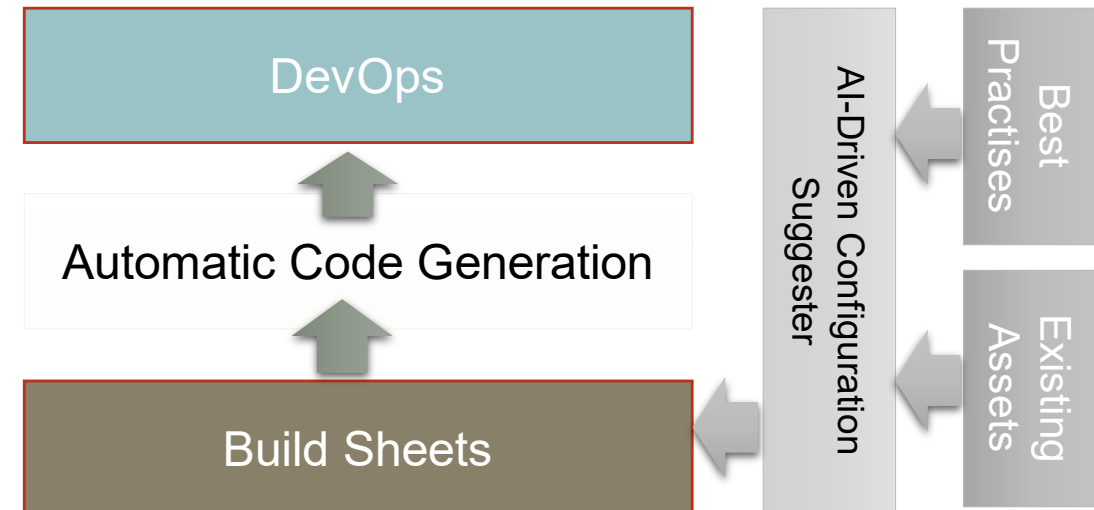 DevOps
Automatic Code Generation
Build Sheets
AI-Driven Configuration
Suggester
Best
Practises
Existing
Assets